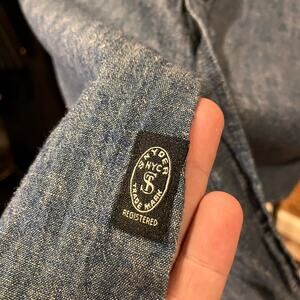 SNYDER
NYC
S
TRADE MARK
REGISTERED